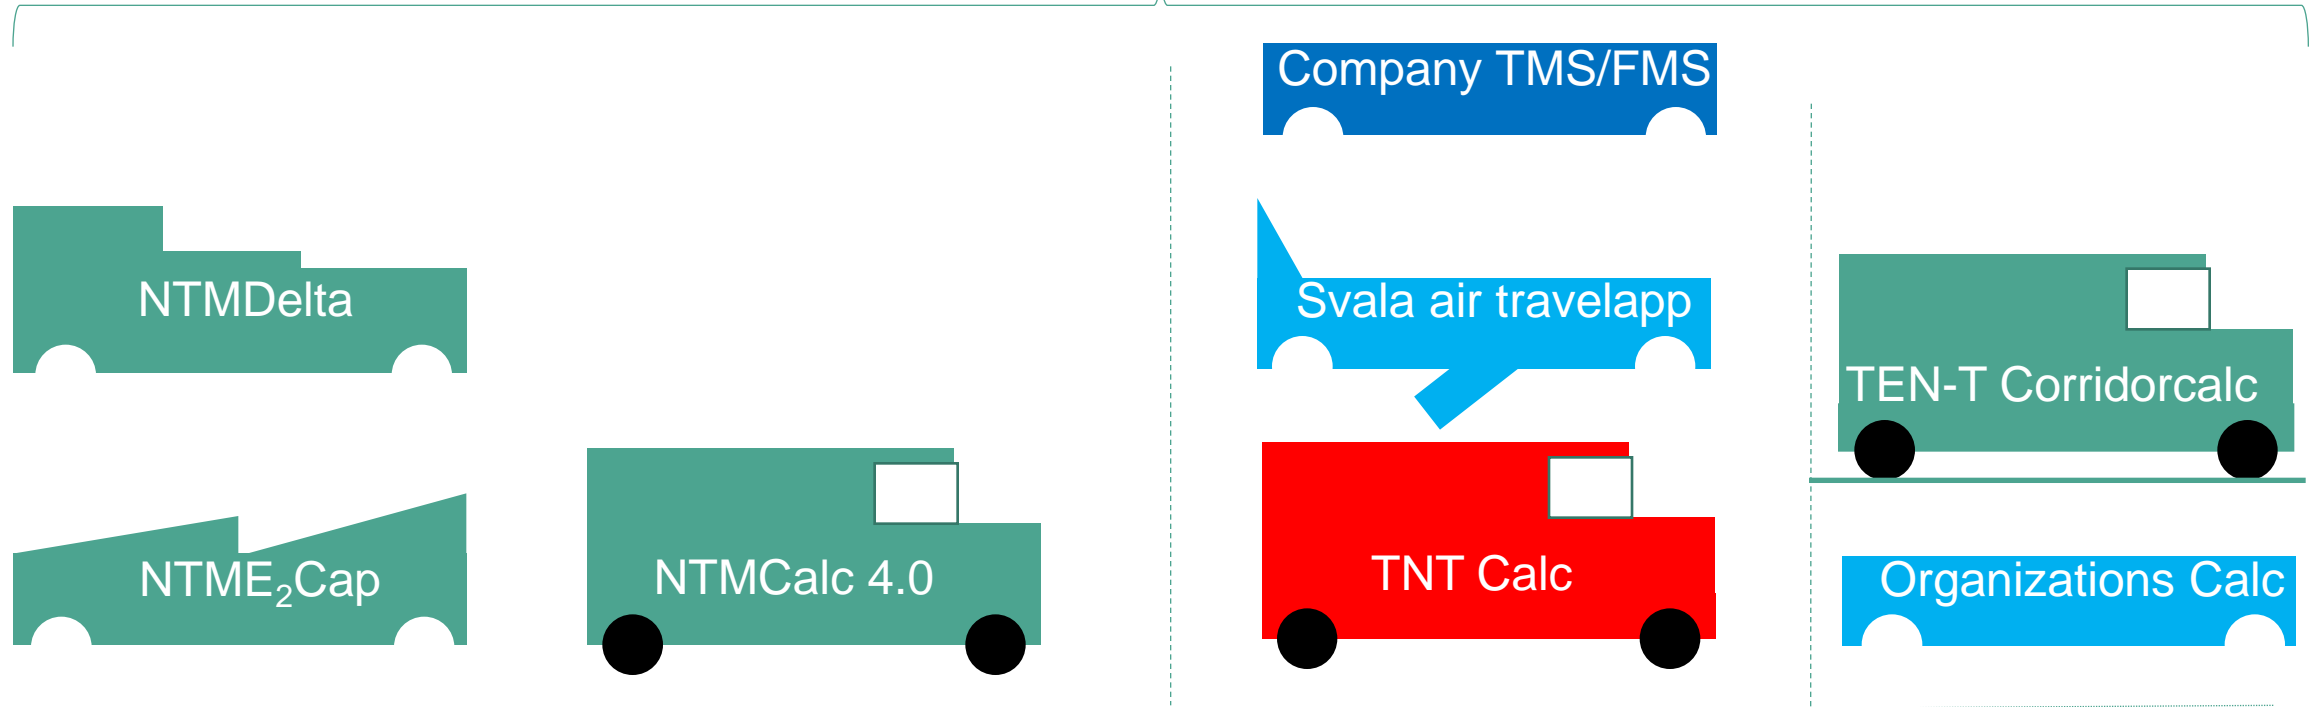 Company TMS/FMS
NTMDelta
Svala air travelapp
TEN-T Corridorcalc
NTME₂Cap
NTMCalc 4.0
TNT Calc
Organizations Calc